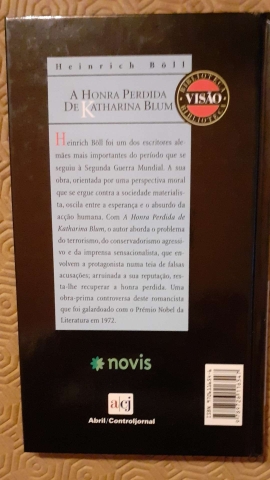 Heinrich Böll
A HONRA PERDIDA
DE KATHARINA BLUM
BIBLIOTECA
VISÃO
BIBLIOTECA
Heinrich Böll foi um dos escritores ale-
mães mais importantes do período que se
seguiu à Segunda Guerra Mundial. A sua
obra, orientada por uma perspectiva moral
que se ergue contra a sociedade materialis-
ta, oscila entre a esperança e o absurdo da
acção humana. Com A Honra Perdida de
Katharina Blum, o autor aborda o problema
do terrorismo, do conservadorismo agressi-
vo e da imprensa sensacionalista, que en-
volvem a protagonista numa teia de falsas
acusações; arruinada a sua reputação, res-
ta-lhe recuperar a honra perdida. Uma
obra-prima controversa deste romancista
que foi galardoado com o Prémio Nobel da
Literatura em 1972.
novis
a|cj
Abril/Controljornal